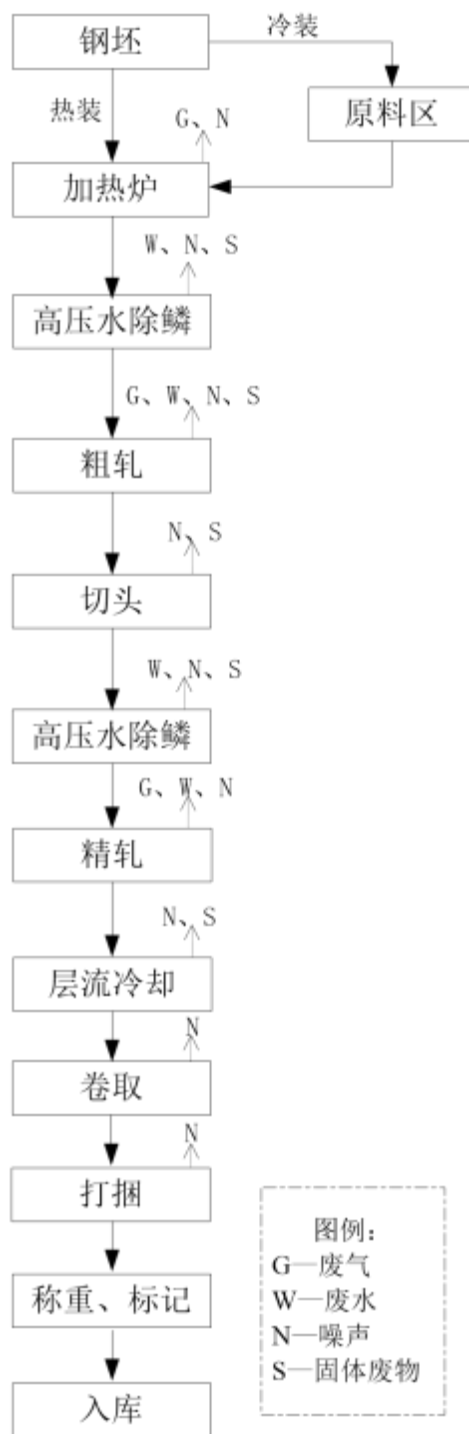 钢坯
冷装
热装
原料区
G、N
加热炉
W、N、S
高压水除鳞
G、W、N、S
粗轧
N、S
切头
W、N、S
高压水除鳞
G、W、N
精轧
N、S
层流冷却
N
卷取
N
打捆
称重、标记
入库
图例：
G—废气
W—废水
N—噪声
S—固体废物